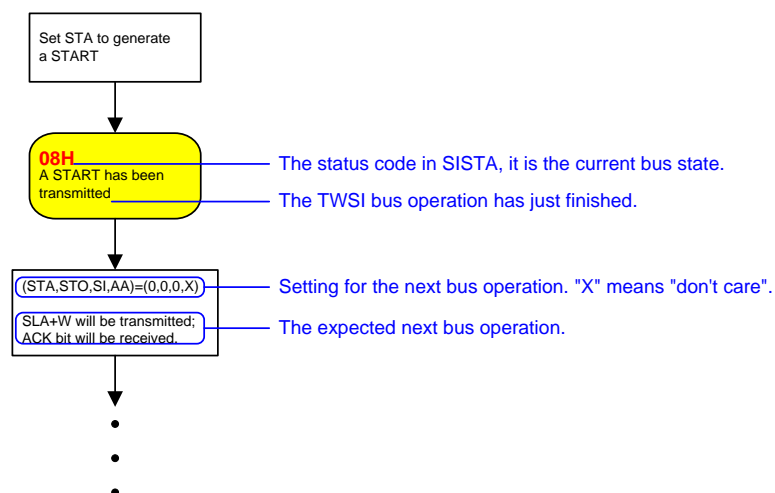 Set STA to generate
a START
08H
A START has been
transmitted
The status code in SISTA, it is the current bus state.
The TWSI bus operation has just finished.
(STA,STO,SI,AA)=(0,0,0,X)
Setting for the next bus operation. "X" means "don't care".
SLA+W will be transmitted;
ACK bit will be received.
The expected next bus operation.